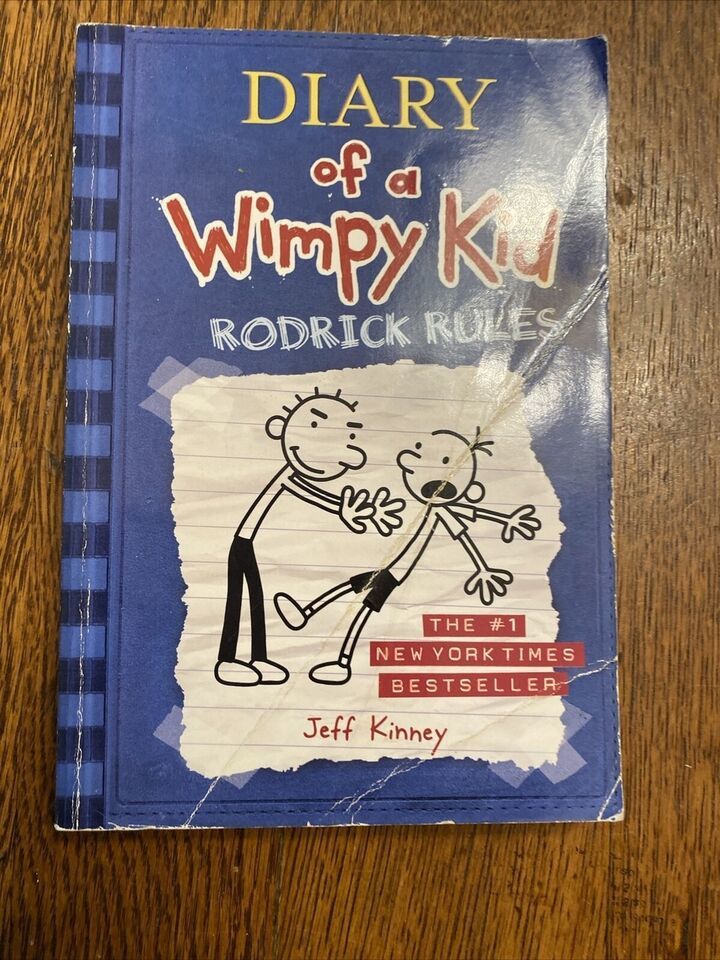 DIARY
of a
Wimpy Kid
RODRICK RULES
THE #1
NEW YORK TIMES
BESTSELLER
Jeff Kinney